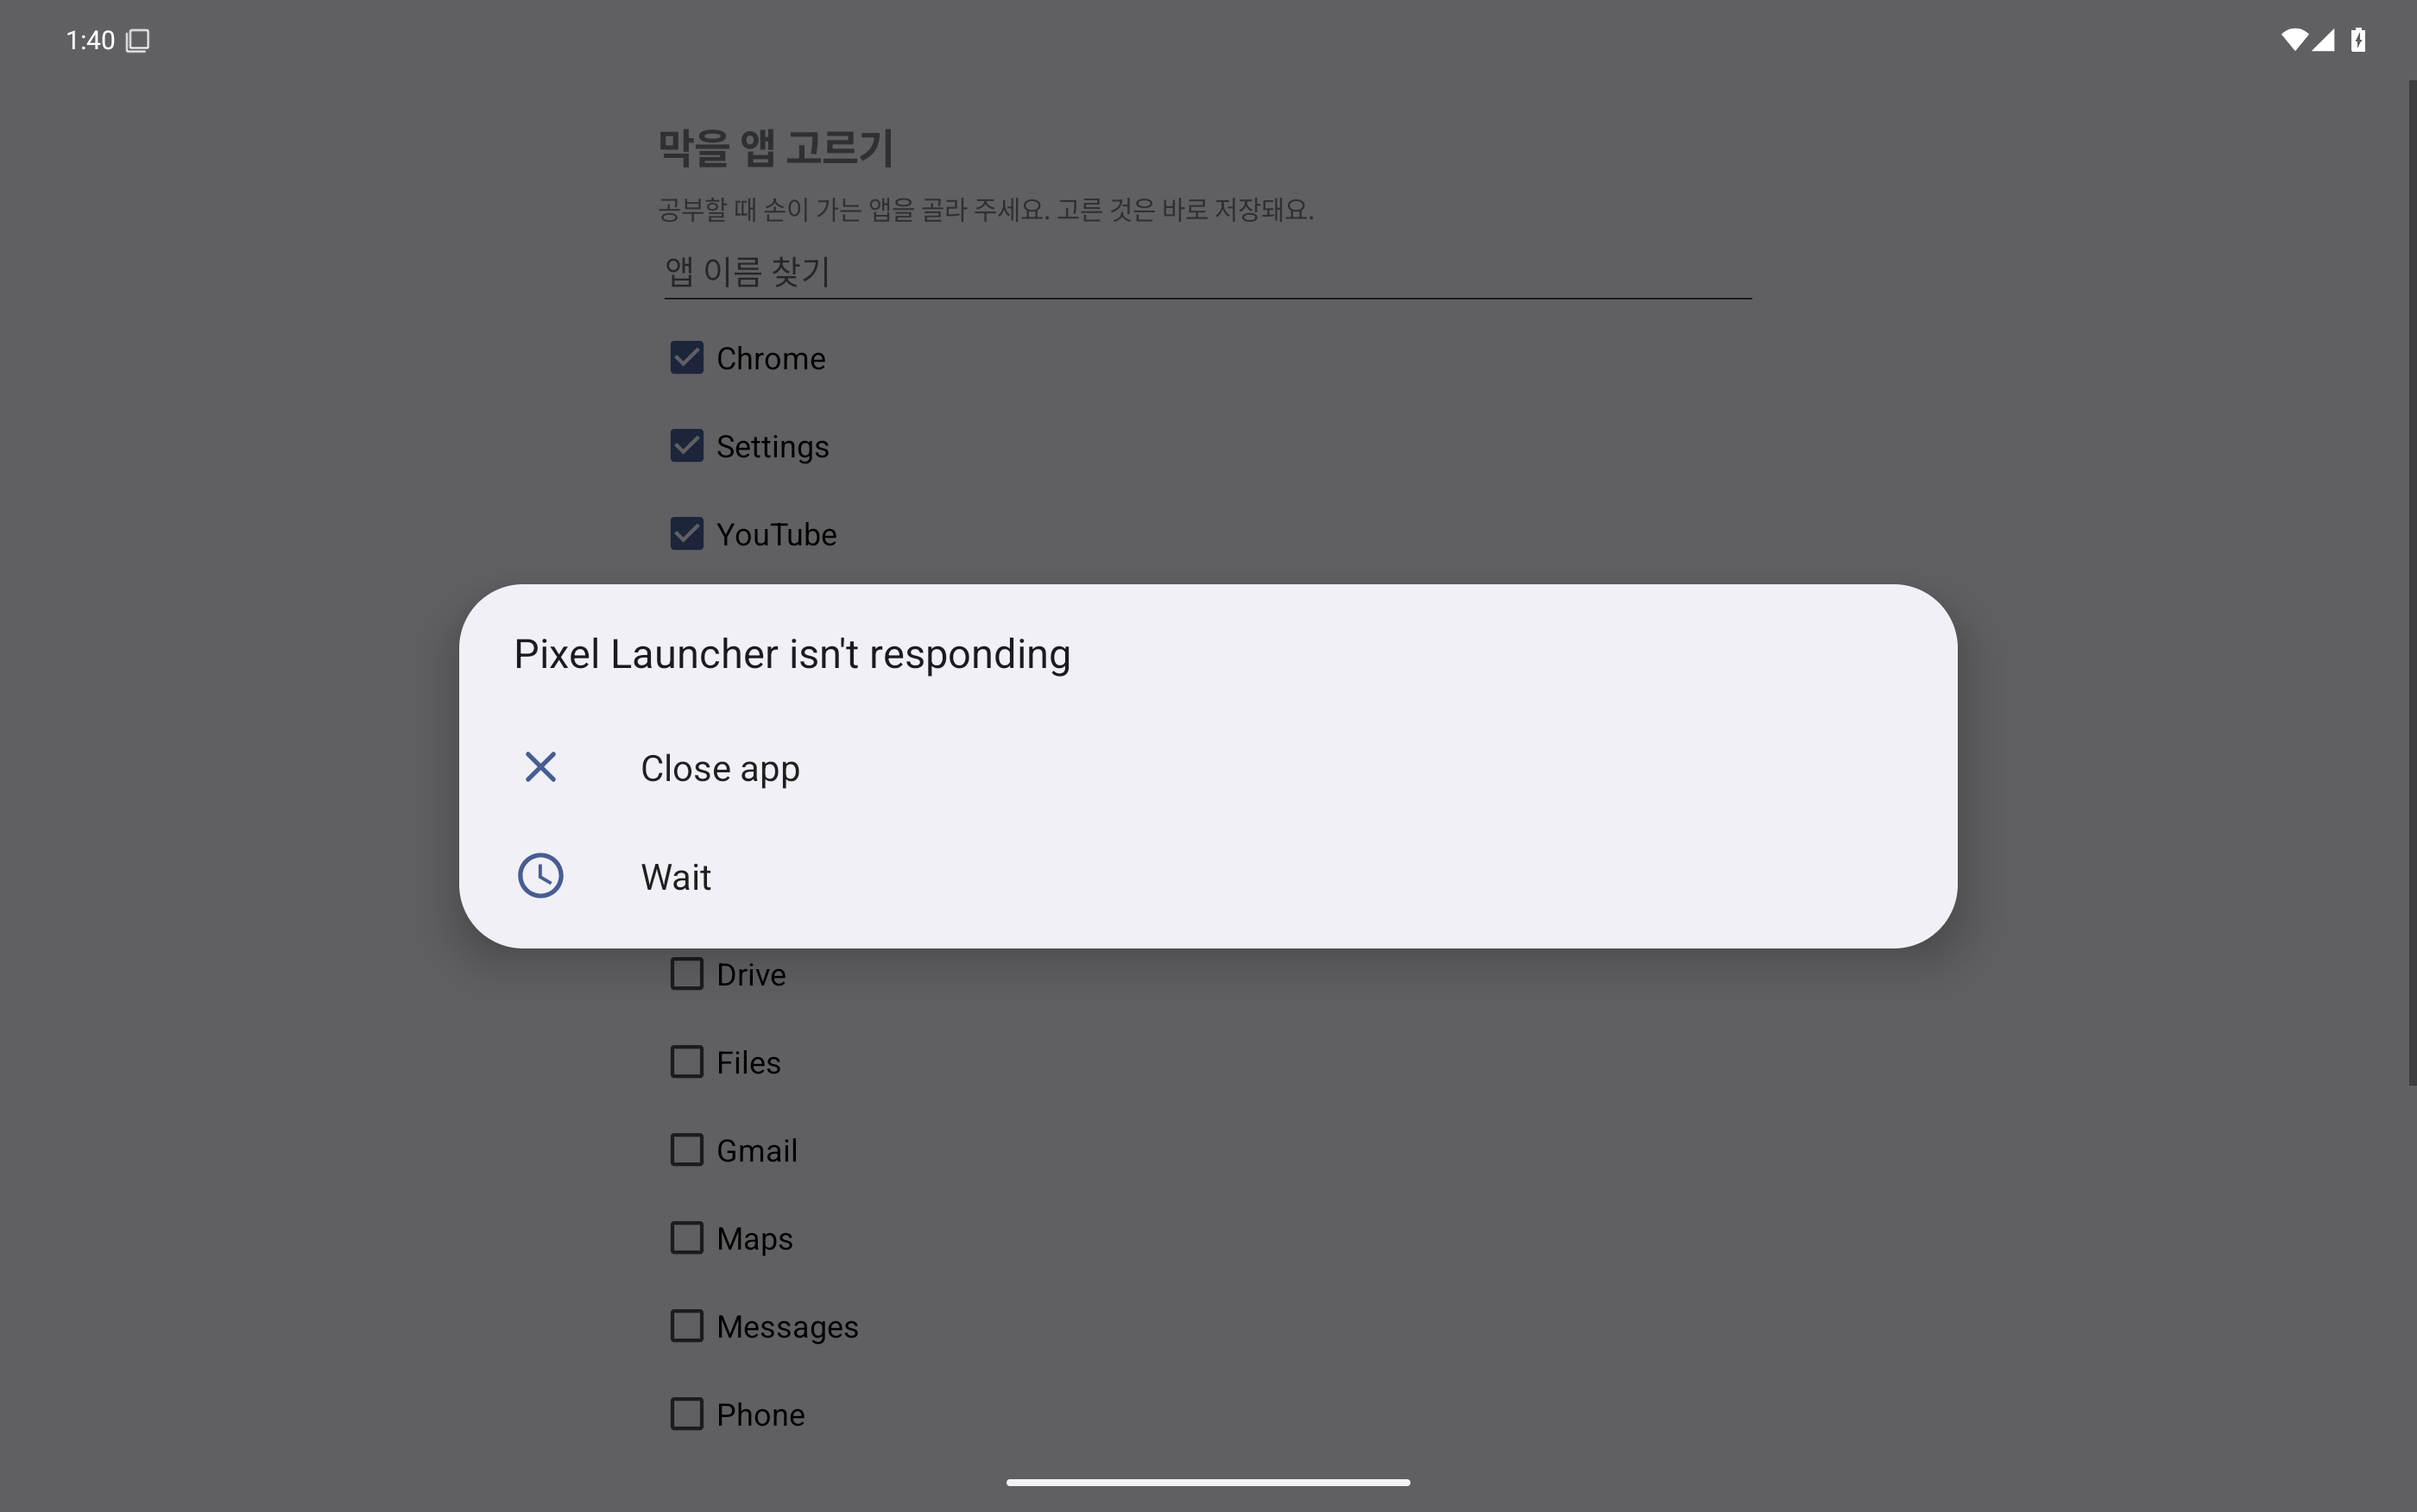 1:40
막을 앱 고르기
공부할 때 손이 가는 앱을 골라 주세요. 고른 것은 바로 저장돼요.
앱 이름 찾기
Chrome
Settings
YouTube
Pixel Launcher isn't responding
Close app
Wait
Drive
Files
Gmail
Maps
Messages
Phone